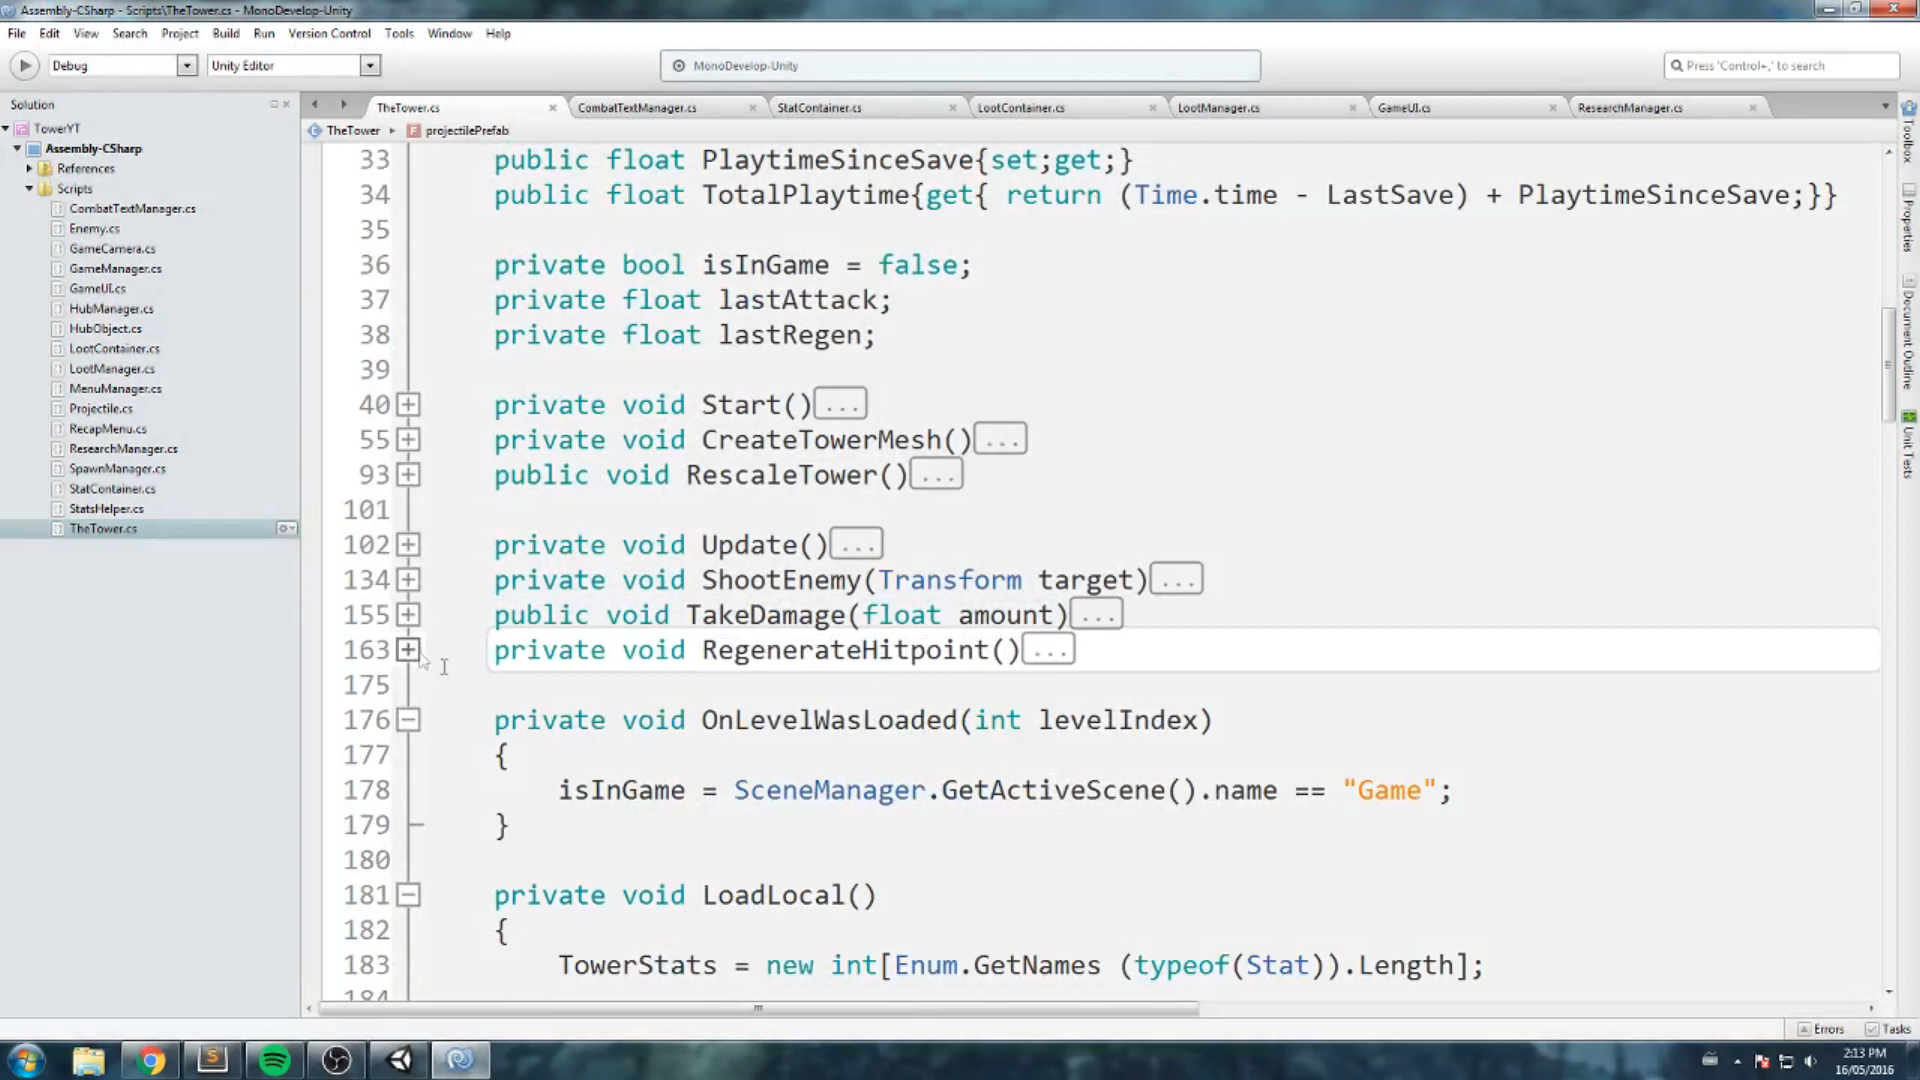 Assembly-CSharp - Scripts\TheTower.cs - MonoDevelop-Unity
File Edit View Search Project Build Run Version Control Tools Window Help
Debug Unity Editor MonoDevelop-Unity Press 'Control+,' to search
Solution
TheTower.cs CombatTextManager.cs StatContainer.cs LootContainer.cs LootManager.cs GameUI.cs ResearchManager.cs
TheTower projectilePrefab
TowerYT
Assembly-CSharp
References
Scripts
CombatTextManager.cs
Enemy.cs
GameCamera.cs
GameManager.cs
GameUI.cs
HubManager.cs
HubObject.cs
LootContainer.cs
LootManager.cs
MenuManager.cs
Projectile.cs
RecapMenu.cs
ResearchManager.cs
SpawnManager.cs
StatContainer.cs
StatsHelper.cs
TheTower.cs
33 public float PlaytimeSinceSave{set;get;}
34 public float TotalPlaytime{get{ return (Time.time - LastSave) + PlaytimeSinceSave;}}
35
36 private bool isInGame = false;
37 private float lastAttack;
38 private float lastRegen;
39
40 private void Start()...
55 private void CreateTowerMesh()...
93 public void RescaleTower()...
101
102 private void Update()...
134 private void ShootEnemy(Transform target)...
155 public void TakeDamage(float amount)...
163 private void RegenerateHitpoint()...
175
176 private void OnLevelWasLoaded(int levelIndex)
177 {
178 isInGame = SceneManager.GetActiveScene().name == "Game";
179 }
180
181 private void LoadLocal()
182 {
183 TowerStats = new int[Enum.GetNames (typeof(Stat)).Length];
184
Toolbox
Properties
Document Outline
Unit Tests
Errors Tasks
2:13 PM
16/05/2016